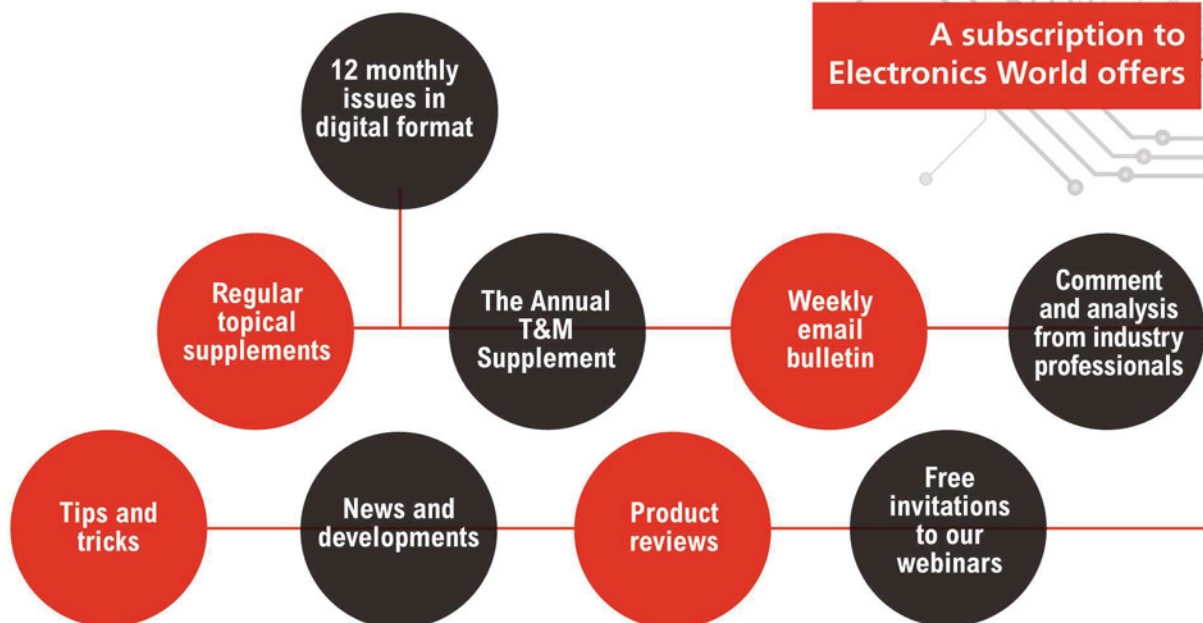 A subscription to
Electronics World offers
12 monthly
issues in
digital format
Regular
topical
supplements
The Annual
T&M
Supplement
Weekly
email
bulletin
Comment
and analysis
from industry
professionals
Tips and
tricks
News and
developments
Product
reviews
Free
invitations
to our
webinars